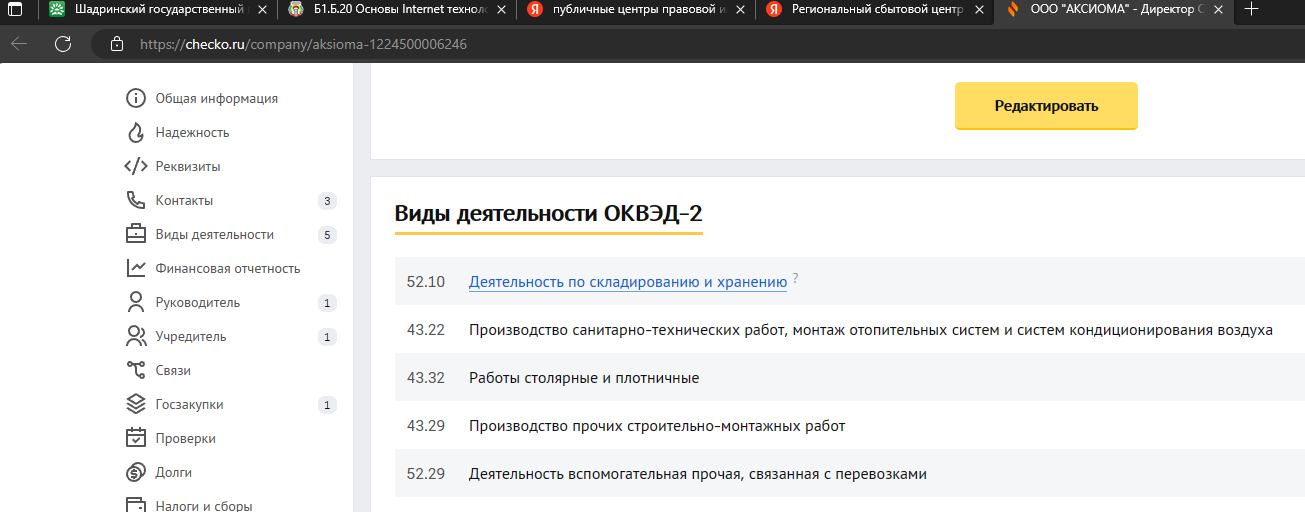 Шадринский государственный
Б1.Б.20 Основы Internet технол
публичные центры правовой и
Региональный сбытовой центр
ООО "АКСИОМА" - Директор С
https://checko.ru/company/aksioma-1224500006246
Общая информация
Надежность
Реквизиты
Контакты 3
Виды деятельности 5
Финансовая отчетность
Руководитель 1
Учредитель 1
Связи
Госзакупки 1
Проверки
Долги
Налоги и сборы
Редактировать
Виды деятельности ОКВЭД-2
52.10 Деятельность по складированию и хранению ?
43.22 Производство санитарно-технических работ, монтаж отопительных систем и систем кондиционирования воздуха
43.32 Работы столярные и плотничные
43.29 Производство прочих строительно-монтажных работ
52.29 Деятельность вспомогательная прочая, связанная с перевозками